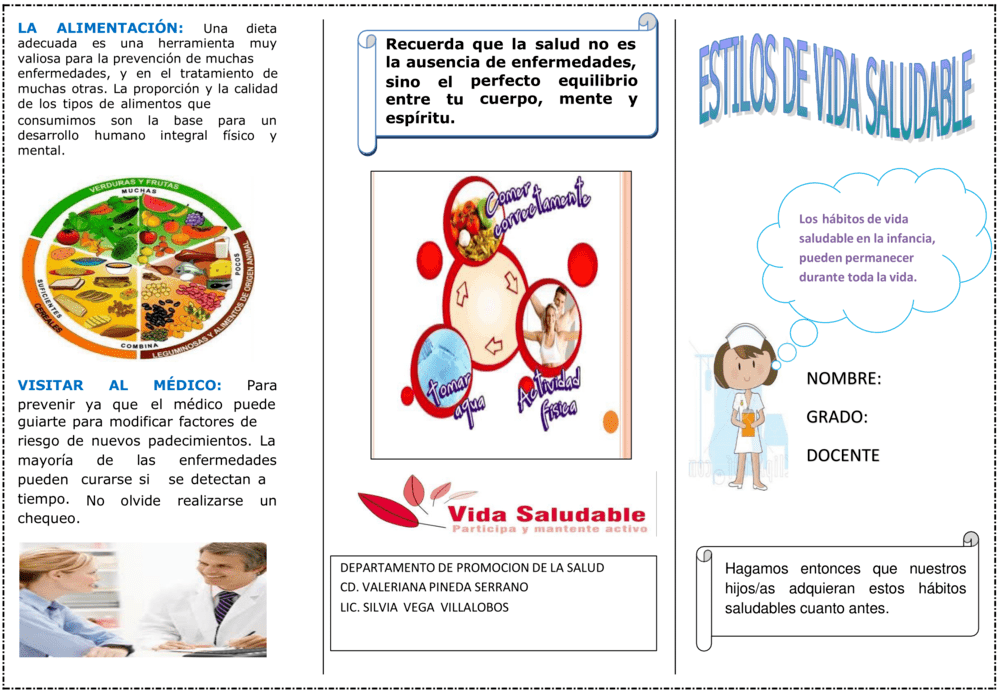 LA ALIMENTACIÓN: Una dieta
adecuada es una herramienta muy
valiosa para la prevención de muchas
enfermedades, y en el tratamiento de
muchas otras. La proporción y la calidad
de los tipos de alimentos que
consumimos son la base para un
desarrollo humano integral físico y
mental.
VERDURAS Y FRUTAS
MUCHAS
SUFICIENTES
CEREALES
COMBINA
POCOS
LEGUMINOSAS Y ALIMENTOS DE ORIGEN ANIMAL
VISITAR AL MÉDICO: Para
prevenir ya que el médico puede
guiarte para modificar factores de
riesgo de nuevos padecimientos. La
mayoría de las enfermedades
pueden curarse si se detectan a
tiempo. No olvide realizarse un
chequeo.
Recuerda que la salud no es
la ausencia de enfermedades,
sino el perfecto equilibrio
entre tu cuerpo, mente y
espíritu.
Comer
correctamente
Tomar
agua
Actividad
física
Vida Saludable
Participa y mantente activo
DEPARTAMENTO DE PROMOCION DE LA SALUD
CD. VALERIANA PINEDA SERRANO
LIC. SILVIA VEGA VILLALOBOS
ESTILOS DE VIDA SALUDABLE
Los hábitos de vida
saludable en la infancia,
pueden permanecer
durante toda la vida.
NOMBRE:
GRADO:
DOCENTE
Hagamos entonces que nuestros
hijos/as adquieran estos hábitos
saludables cuanto antes.